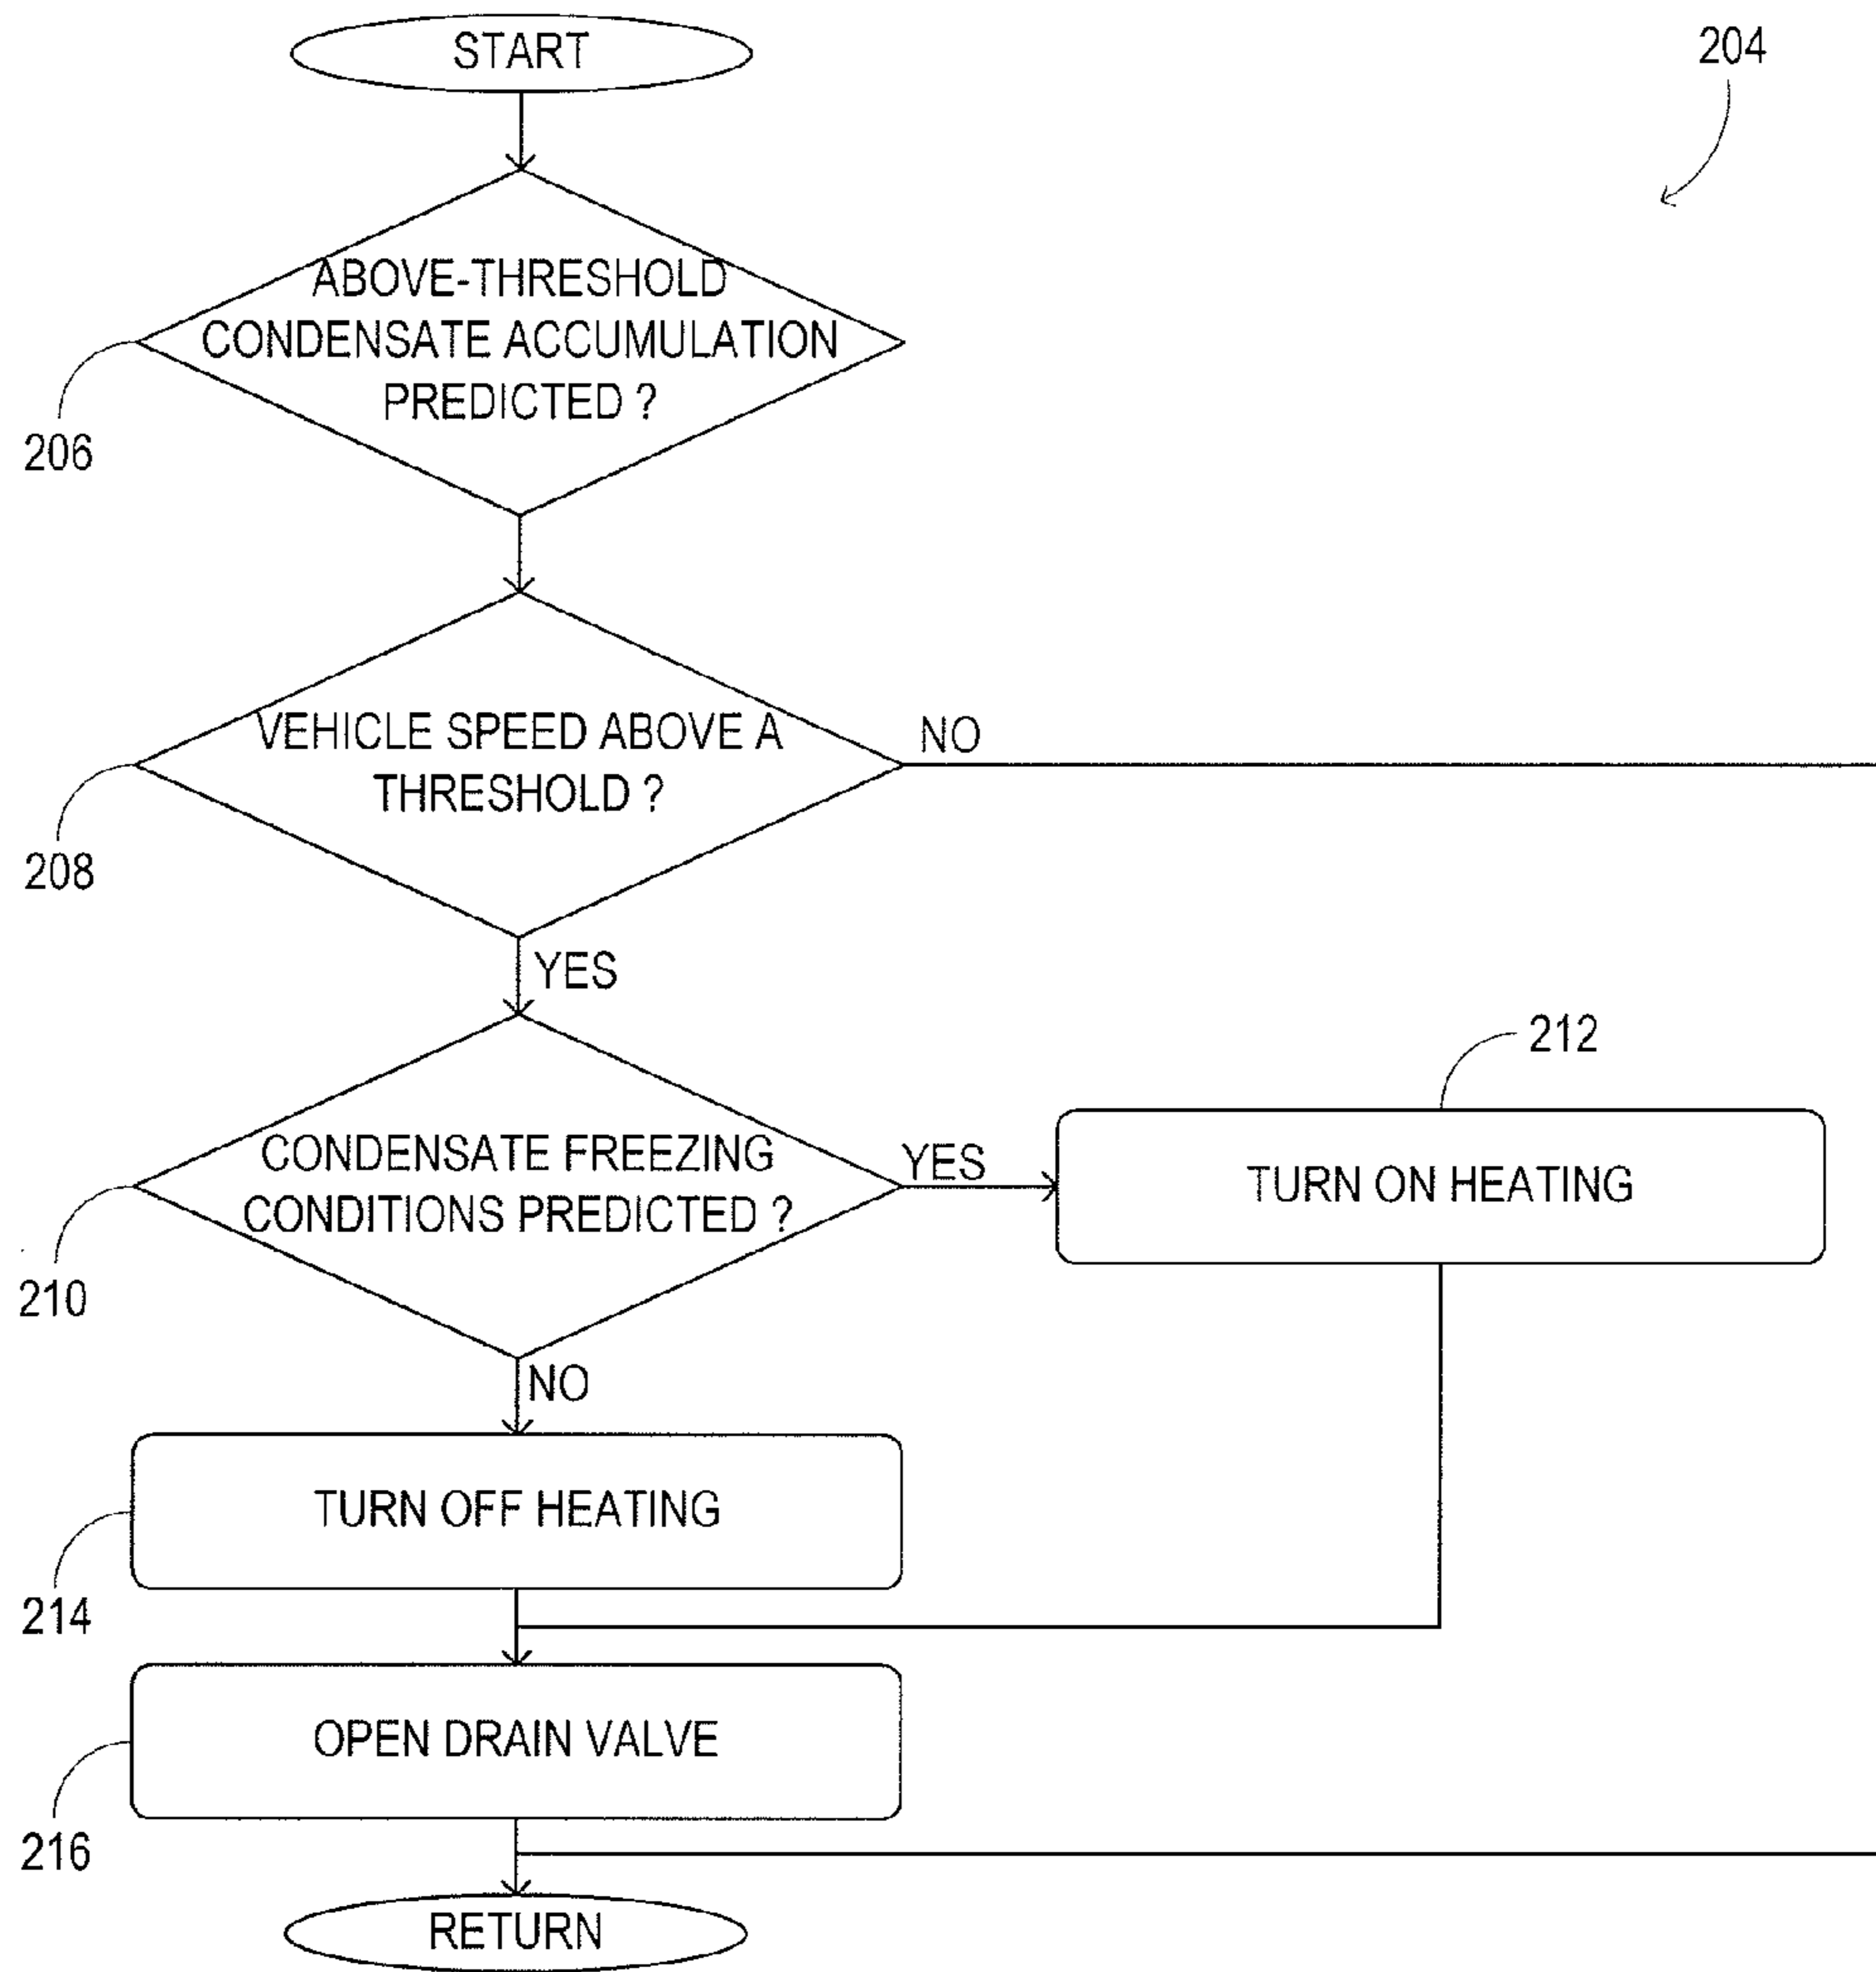 START
204
ABOVE-THRESHOLD
CONDENSATE ACCUMULATION
PREDICTED ?
206
VEHICLE SPEED ABOVE A
THRESHOLD ?
NO
208
YES
212
CONDENSATE FREEZING
CONDITIONS PREDICTED ?
YES
TURN ON HEATING
210
NO
TURN OFF HEATING
214
OPEN DRAIN VALVE
216
RETURN